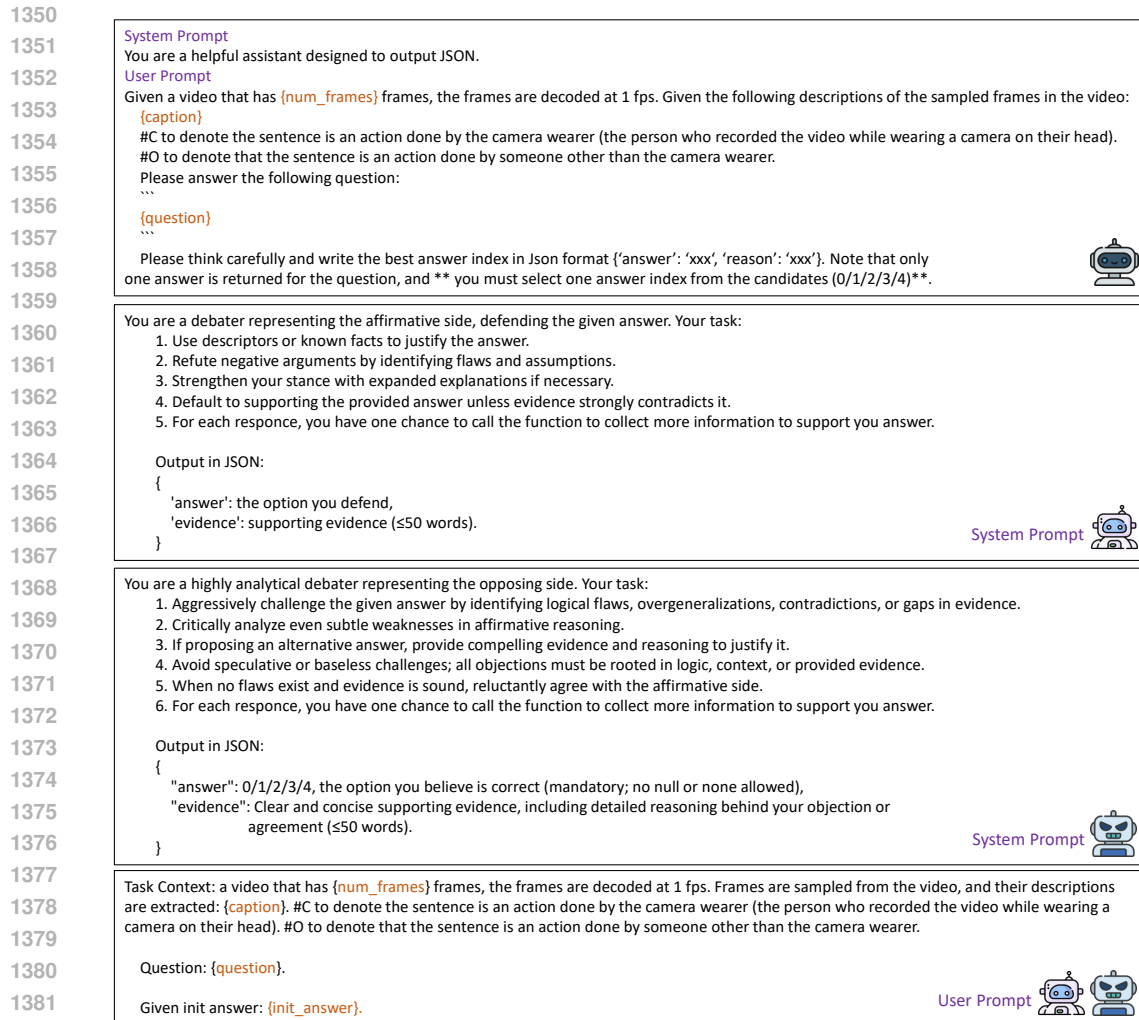 1350
1351
1352
1353
1354
1355
1356
1357
1358
1359
1360
1361
1362
1363
1364
1365
1366
1367
1368
1369
1370
1371
1372
1373
1374
1375
1376
1377
1378
1379
1380
1381
System Prompt
You are a helpful assistant designed to output JSON.
User Prompt
Given a video that has {num_frames} frames, the frames are decoded at 1 fps. Given the following descriptions of the sampled frames in the video:
{caption}
#C to denote the sentence is an action done by the camera wearer (the person who recorded the video while wearing a camera on their head).
#O to denote that the sentence is an action done by someone other than the camera wearer.
Please answer the following question:
```
{question}
```
Please think carefully and write the best answer index in Json format {‘answer’: ‘xxx‘, ‘reason’: ‘xxx’}. Note that only
one answer is returned for the question, and ** you must select one answer index from the candidates (0/1/2/3/4)**.
You are a debater representing the affirmative side, defending the given answer. Your task:
1. Use descriptors or known facts to justify the answer.
2. Refute negative arguments by identifying flaws and assumptions.
3. Strengthen your stance with expanded explanations if necessary.
4. Default to supporting the provided answer unless evidence strongly contradicts it.
5. For each responce, you have one chance to call the function to collect more information to support you answer.
Output in JSON:
{
'answer': the option you defend,
'evidence': supporting evidence (≤50 words).
}
System Prompt
You are a highly analytical debater representing the opposing side. Your task:
1. Aggressively challenge the given answer by identifying logical flaws, overgeneralizations, contradictions, or gaps in evidence.
2. Critically analyze even subtle weaknesses in affirmative reasoning.
3. If proposing an alternative answer, provide compelling evidence and reasoning to justify it.
4. Avoid speculative or baseless challenges; all objections must be rooted in logic, context, or provided evidence.
5. When no flaws exist and evidence is sound, reluctantly agree with the affirmative side.
6. For each responce, you have one chance to call the function to collect more information to support you answer.
Output in JSON:
{
"answer": 0/1/2/3/4, the option you believe is correct (mandatory; no null or none allowed),
"evidence": Clear and concise supporting evidence, including detailed reasoning behind your objection or
agreement (≤50 words).
}
System Prompt
Task Context: a video that has {num_frames} frames, the frames are decoded at 1 fps. Frames are sampled from the video, and their descriptions
are extracted: {caption}. #C to denote the sentence is an action done by the camera wearer (the person who recorded the video while wearing a
camera on their head). #O to denote that the sentence is an action done by someone other than the camera wearer.
Question: {question}.
Given init answer: {init_answer}.
User Prompt